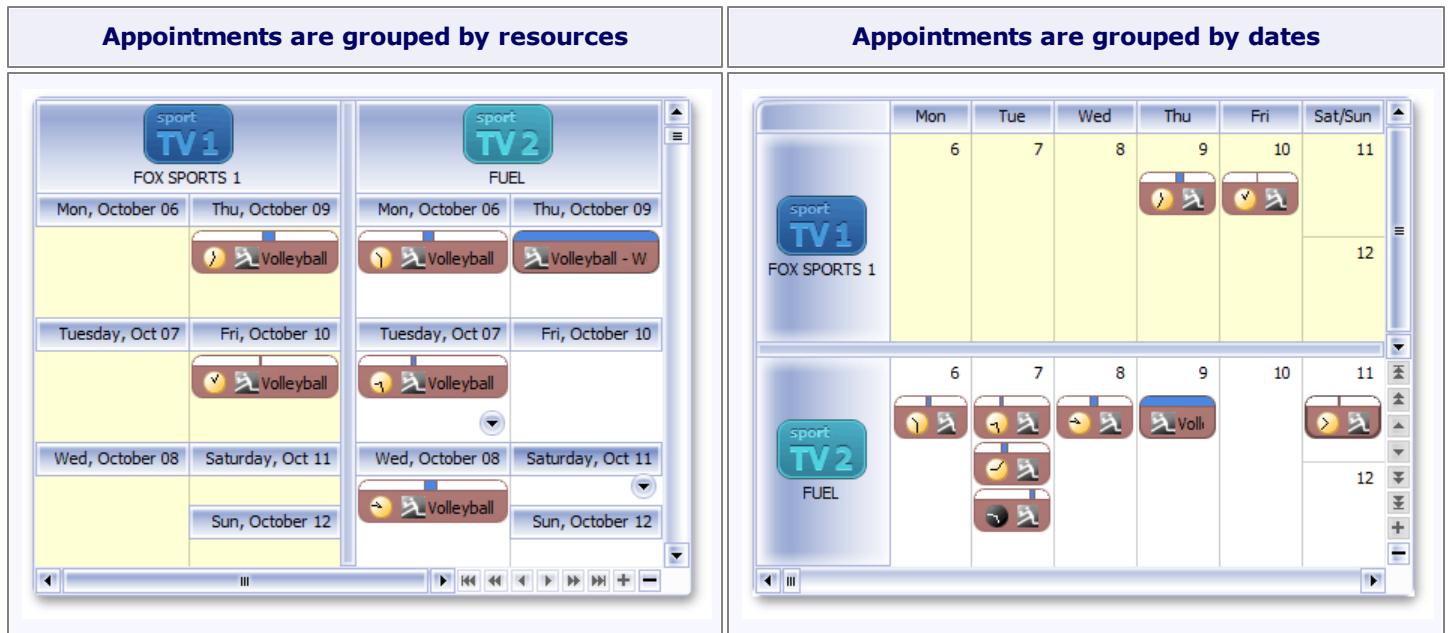 Appointments are grouped by resources
Appointments are grouped by dates
sport
TV 1
FOX SPORTS 1
sport
TV 2
FUEL
Mon, October 06
Thu, October 09
Mon, October 06
Thu, October 09
Volleyball
Volleyball
Volleyball - W
Tuesday, Oct 07
Fri, October 10
Tuesday, Oct 07
Fri, October 10
Volleyball
Volleyball
Wed, October 08
Saturday, Oct 11
Wed, October 08
Saturday, Oct 11
Volleyball
Sun, October 12
Sun, October 12
Mon
Tue
Wed
Thu
Fri
Sat/Sun
6
7
8
9
10
11
sport
TV 1
FOX SPORTS 1
12
6
7
8
9
10
11
Volle
sport
TV 2
FUEL
12